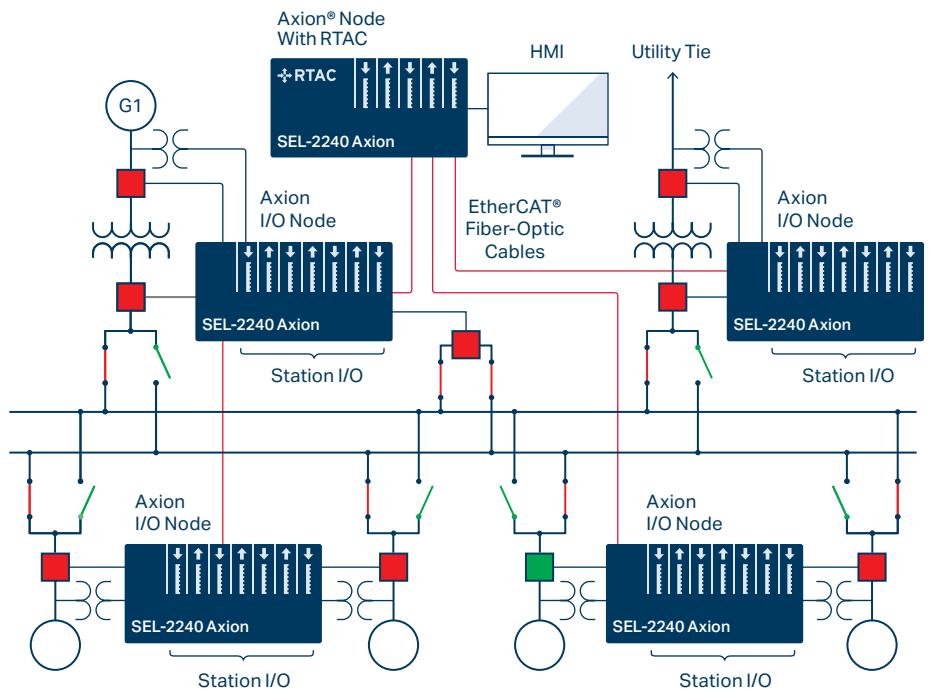 Axion® Node
With RTAC
HMI
Utility Tie
RTAC
SEL-2240 Axion
G1
Axion
I/O Node
EtherCAT®
Fiber-Optic
Cables
Axion
I/O Node
SEL-2240 Axion
Station I/O
SEL-2240 Axion
Station I/O
Axion
I/O Node
Axion
I/O Node
SEL-2240 Axion
Station I/O
SEL-2240 Axion
Station I/O